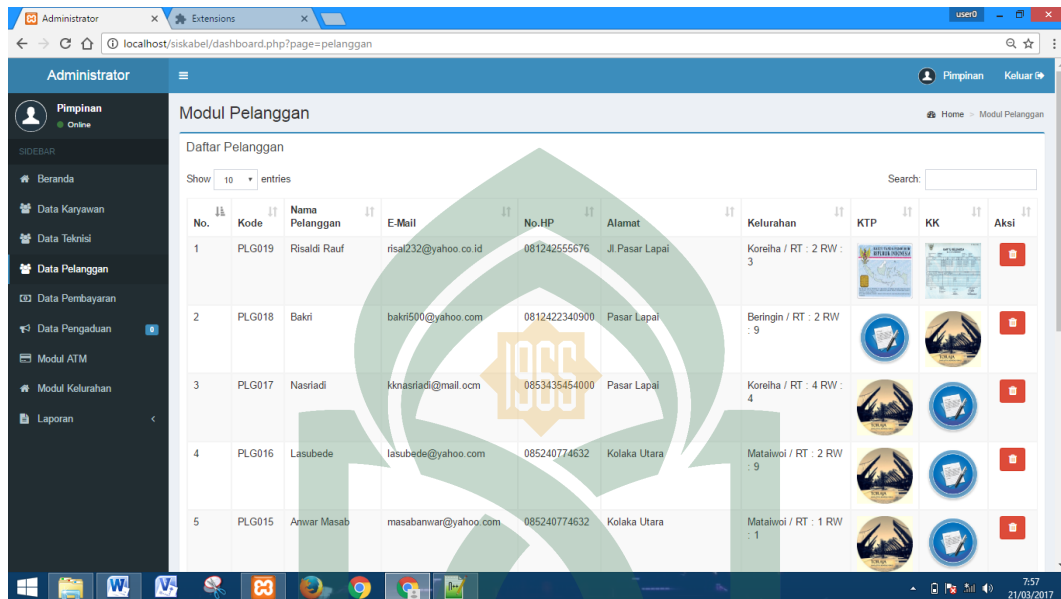 Administrator
Extensions
user0
localhost/siskabel/dashboard.php?page=pelanggan
Administrator
Pimpinan
Keluar
Pimpinan
Online
SIDEBAR
Beranda
Data Karyawan
Data Teknisi
Data Pelanggan
Data Pembayaran
Data Pengaduan 0
Modul ATM
Modul Kelurahan
Laporan
Modul Pelanggan
Home > Modul Pelanggan
Daftar Pelanggan
Show 10 entries
Search:
No. Kode Nama Pelanggan E-Mail No.HP Alamat Kelurahan KTP KK Aksi
1 PLG019 Risaldi Rauf risal232@yahoo.co.id 081242555676 Jl.Pasar Lapai Koreiha / RT : 2 RW :
3
2 PLG018 Bakri bakri500@yahoo.com 0812422340900 Pasar Lapai Beringin / RT : 2 RW
: 9
3 PLG017 Nasriadi kknasriadi@mail.ocm 0853435454000 Pasar Lapai Koreiha / RT : 4 RW :
4
4 PLG016 Lasubede lasubede@yahoo.com 085240774632 Kolaka Utara Mataiwoi / RT : 2 RW
: 9
5 PLG015 Anwar Masab masabanwar@yahoo.com 085240774632 Kolaka Utara Mataiwoi / RT : 1 RW
: 1
1965
7:57
21/03/2017